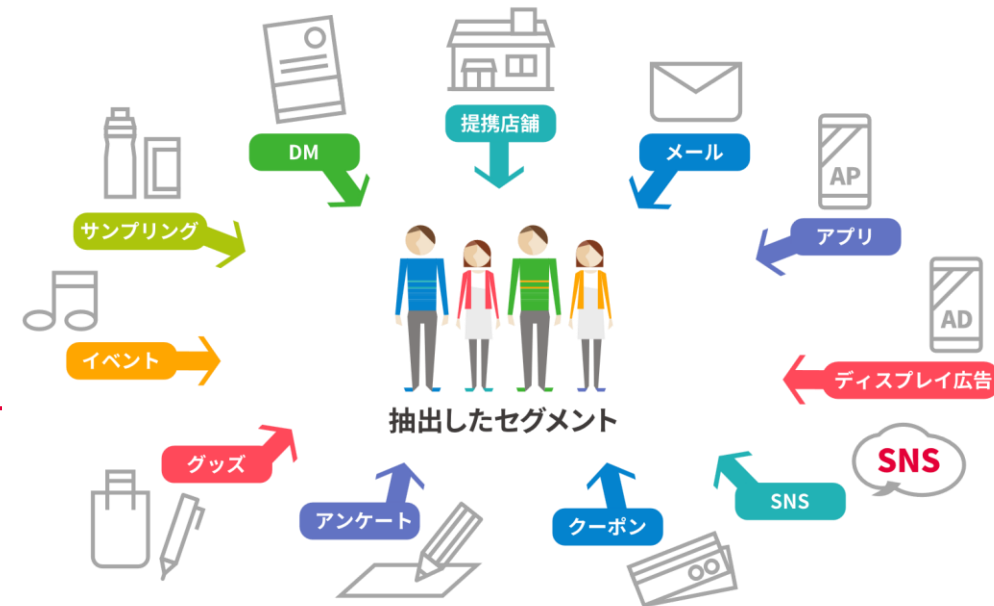 提携店舗
DM
メール
AP
アプリ
サンプリング
AD
イベント
ディスプレイ広告
抽出したセグメント
SNS
グッズ
SNS
アンケート
クーポン